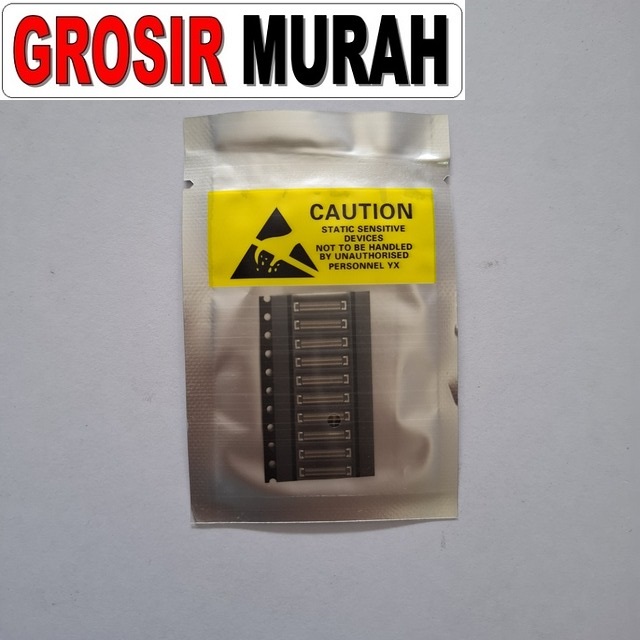 GROSIR MURAH
CAUTION
STATIC SENSITIVE
DEVICES
NOT TO BE HANDLED
BY UNAUTHORISED
PERSONNEL YX